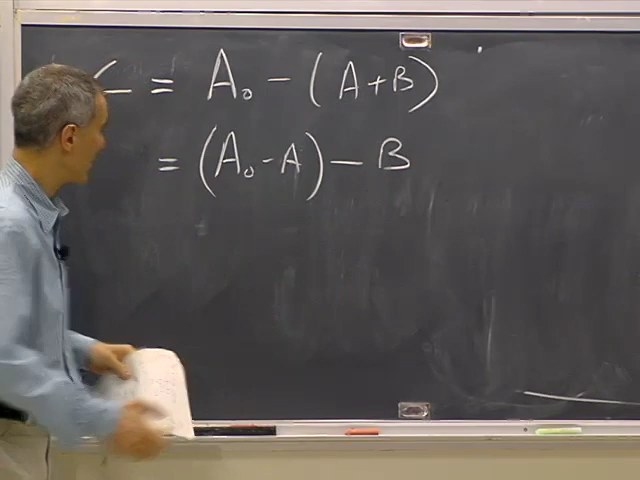 C = A₀ - (A+B)
= (A₀ - A) - B